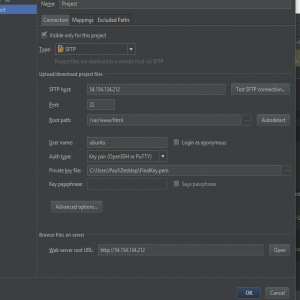 Name: Project
Connection Mappings Excluded Paths
Visible only for this project
Type: SFTP
Project files are deployed to a remote host via SFTP
Upload/download project files
SFTP host: 54.154.134.212 Test SFTP connection...
Port: 22
Root path: /var/www/html ... Autodetect
User name: ubuntu Login as anonymous
Auth type: Key pair (OpenSSH or PuTTY)
Private key file: C:\Users\Paul\Desktop\FinalKey.pem ...
Key passphrase: Save passphrase
Advanced options...
Browse files on server
Web server root URL: http://54.154.134.212 Open
OK Cancel